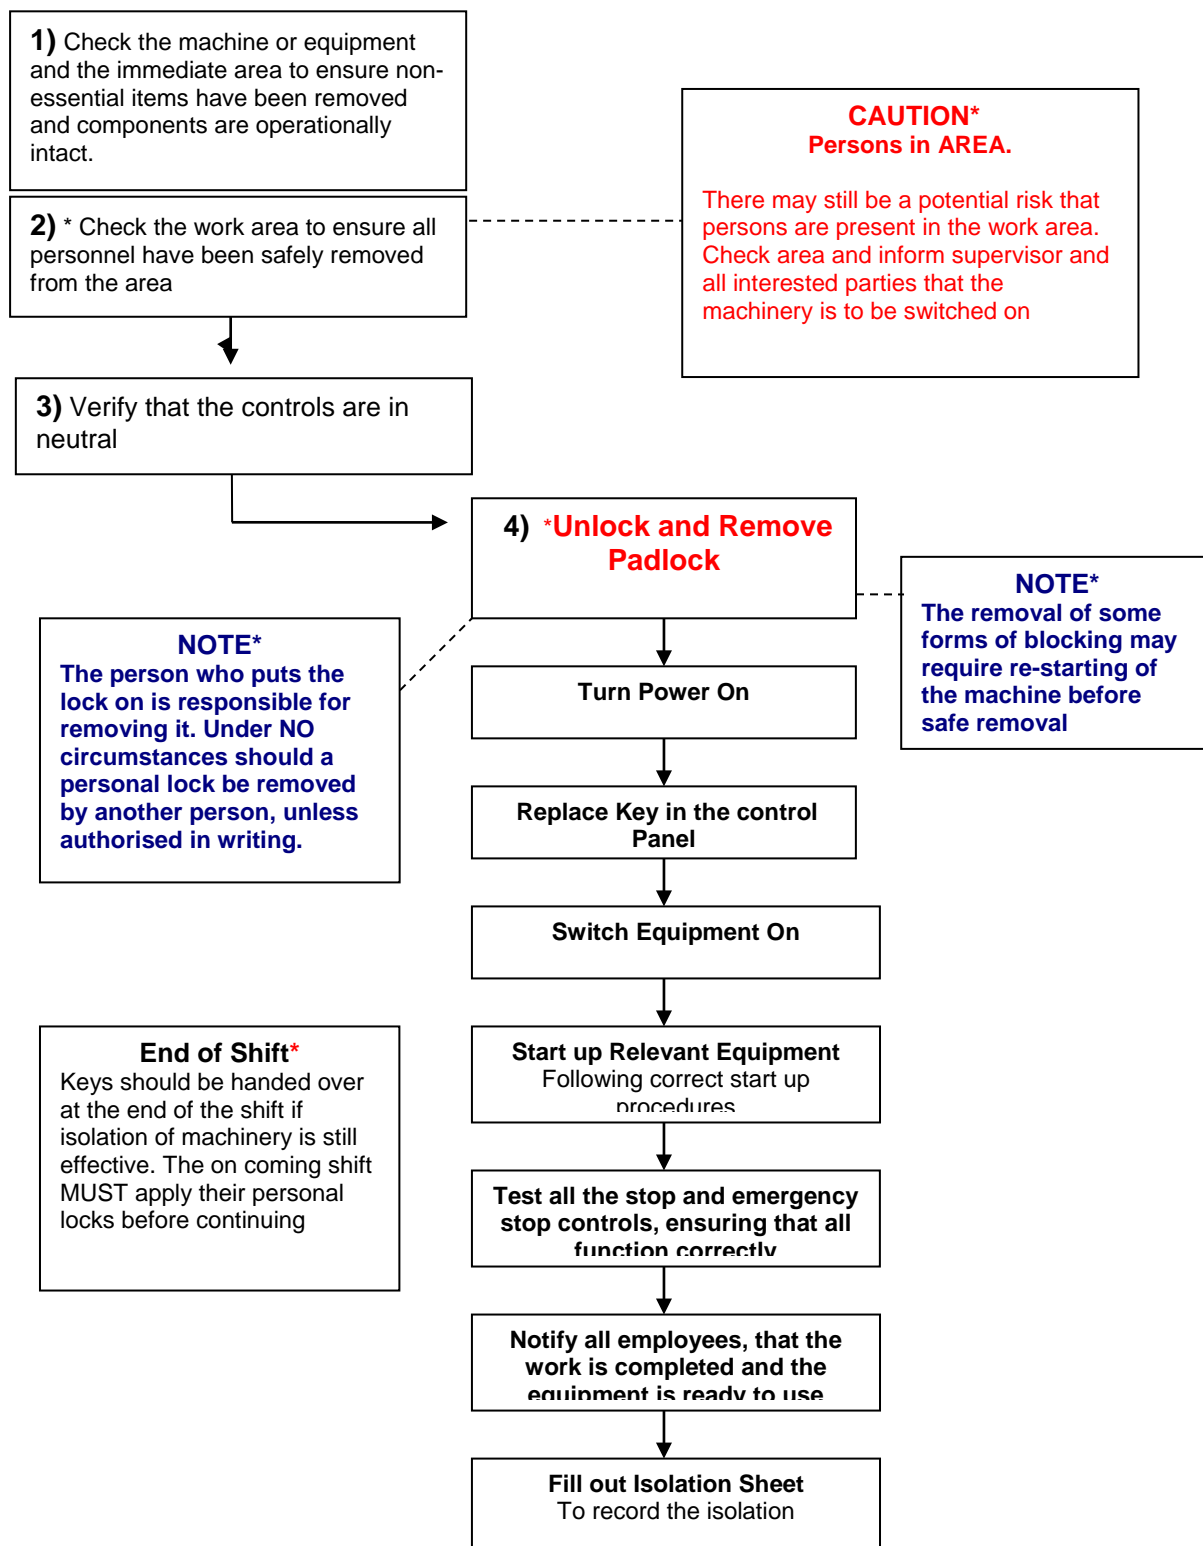 1) Check the machine or equipment
and the immediate area to ensure non-
essential items have been removed
and components are operationally
intact.
CAUTION*
Persons in AREA.
There may still be a potential risk that
persons are present in the work area.
Check area and inform supervisor and
all interested parties that the
machinery is to be switched on
2) * Check the work area to ensure all
personnel have been safely removed
from the area
3) Verify that the controls are in
neutral
4) *Unlock and Remove
Padlock
NOTE*
The removal of some
forms of blocking may
require re-starting of
the machine before
safe removal
NOTE*
The person who puts the
lock on is responsible for
removing it. Under NO
circumstances should a
personal lock be removed
by another person, unless
authorised in writing.
Turn Power On
Replace Key in the control
Panel
Switch Equipment On
End of Shift*
Keys should be handed over
at the end of the shift if
isolation of machinery is still
effective. The on coming shift
MUST apply their personal
locks before continuing
Start up Relevant Equipment
Following correct start up
procedures
Test all the stop and emergency
stop controls, ensuring that all
function correctly
Notify all employees, that the
work is completed and the
equipment is ready to use
Fill out Isolation Sheet
To record the isolation